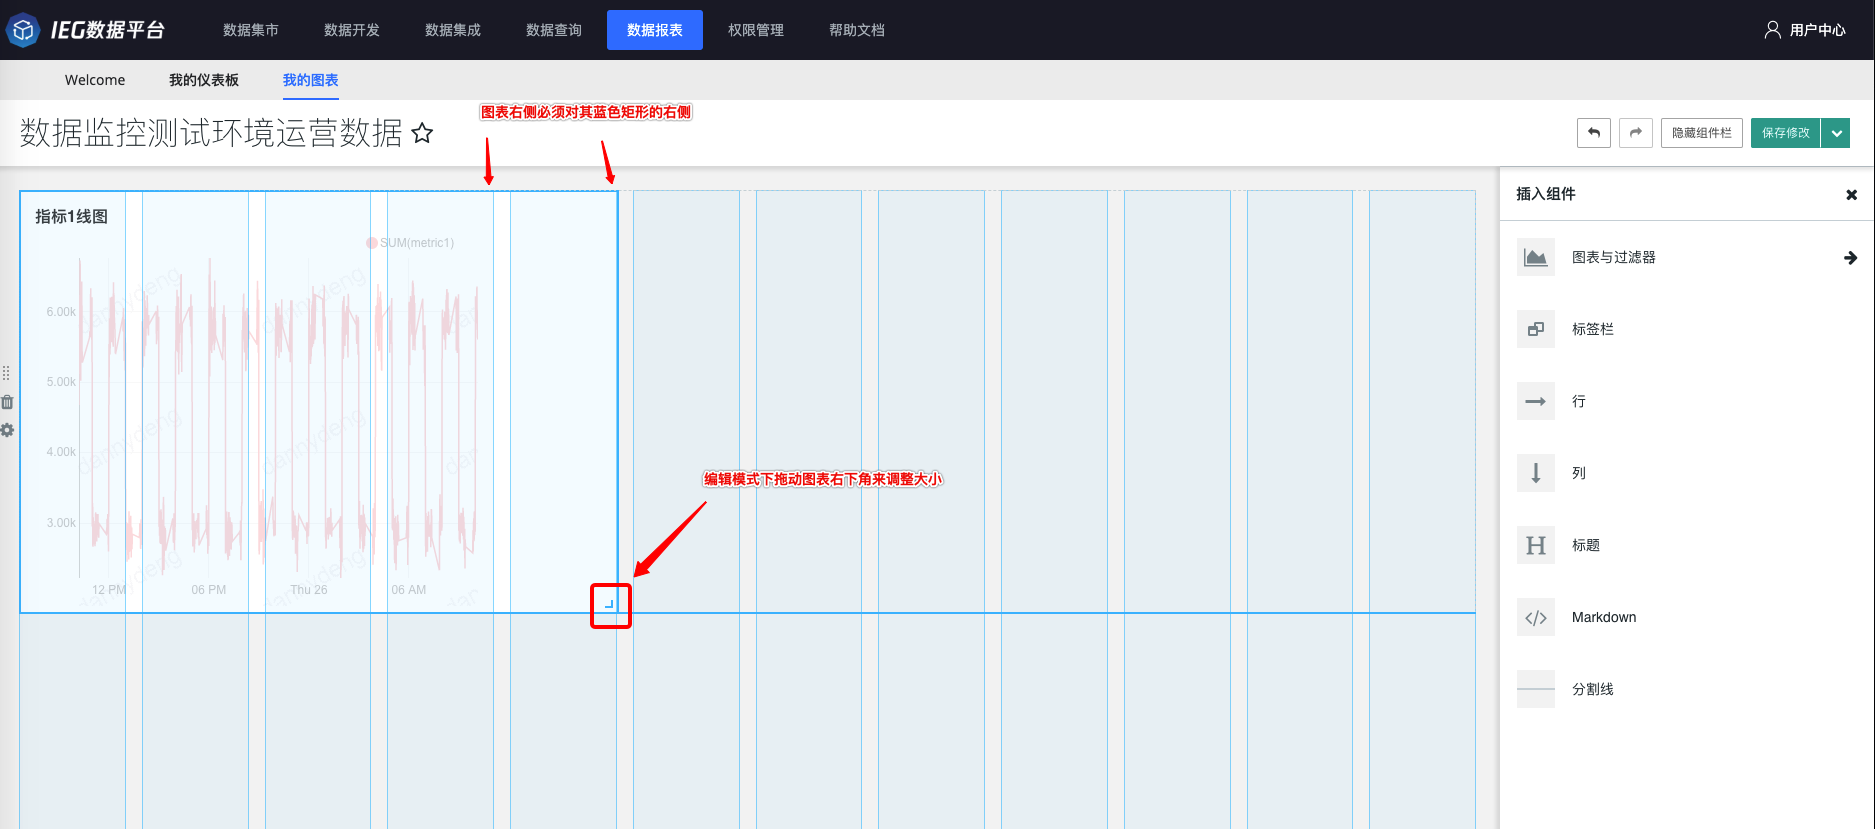 IEG数据平台
数据集市
数据开发
数据集成
数据查询
数据报表
权限管理
帮助文档
用户中心
Welcome
我的仪表板
我的图表
图表右侧必须对其蓝色矩形的右侧
数据监控测试环境运营数据
隐藏组件栏
保存修改
指标1线图
SUM(metric1)
6.00k
5.00k
4.00k
3.00k
12 PM
06 PM
Thu 26
06 AM
dannydeng
dannydeng
dannydeng
dannydeng
dannydeng
dannydeng
编辑模式下拖动图表右下角来调整大小
插入组件
图表与过滤器
标签栏
行
列
H
标题
</>
Markdown
分割线